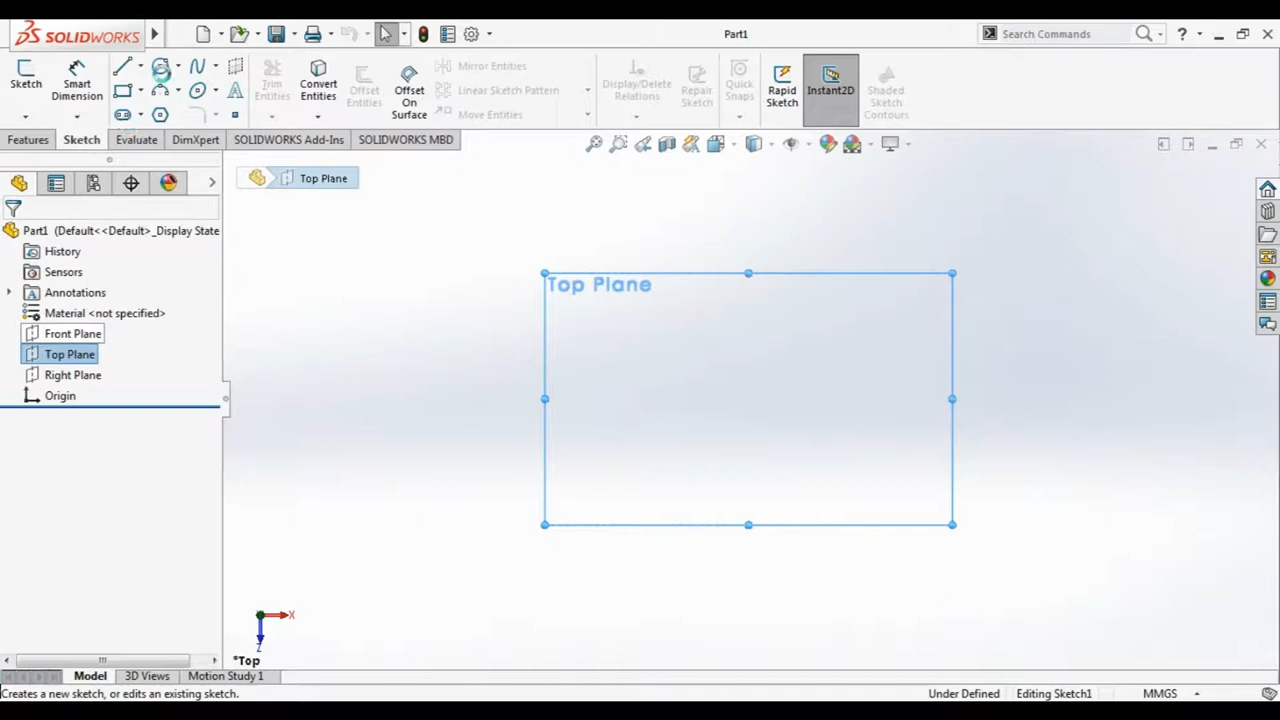 SOLIDWORKS
Part1
Search Commands
Sketch
Smart Dimension
Trim Entities
Convert Entities
Offset Entities
Offset On Surface
Mirror Entities
Linear Sketch Pattern
Move Entities
Display/Delete Relations
Repair Sketch
Quick Snaps
Rapid Sketch
Instant2D
Shaded Sketch Contours
Features
Sketch
Evaluate
DimXpert
SOLIDWORKS Add-Ins
SOLIDWORKS MBD
Top Plane
Part1 (Default<<Default>_Display State
History
Sensors
Annotations
Material <not specified>
Front Plane
Top Plane
Right Plane
Origin
Top Plane
X
Z
*Top
Model
3D Views
Motion Study 1
Creates a new sketch, or edits an existing sketch.
Under Defined
Editing Sketch1
MMGS